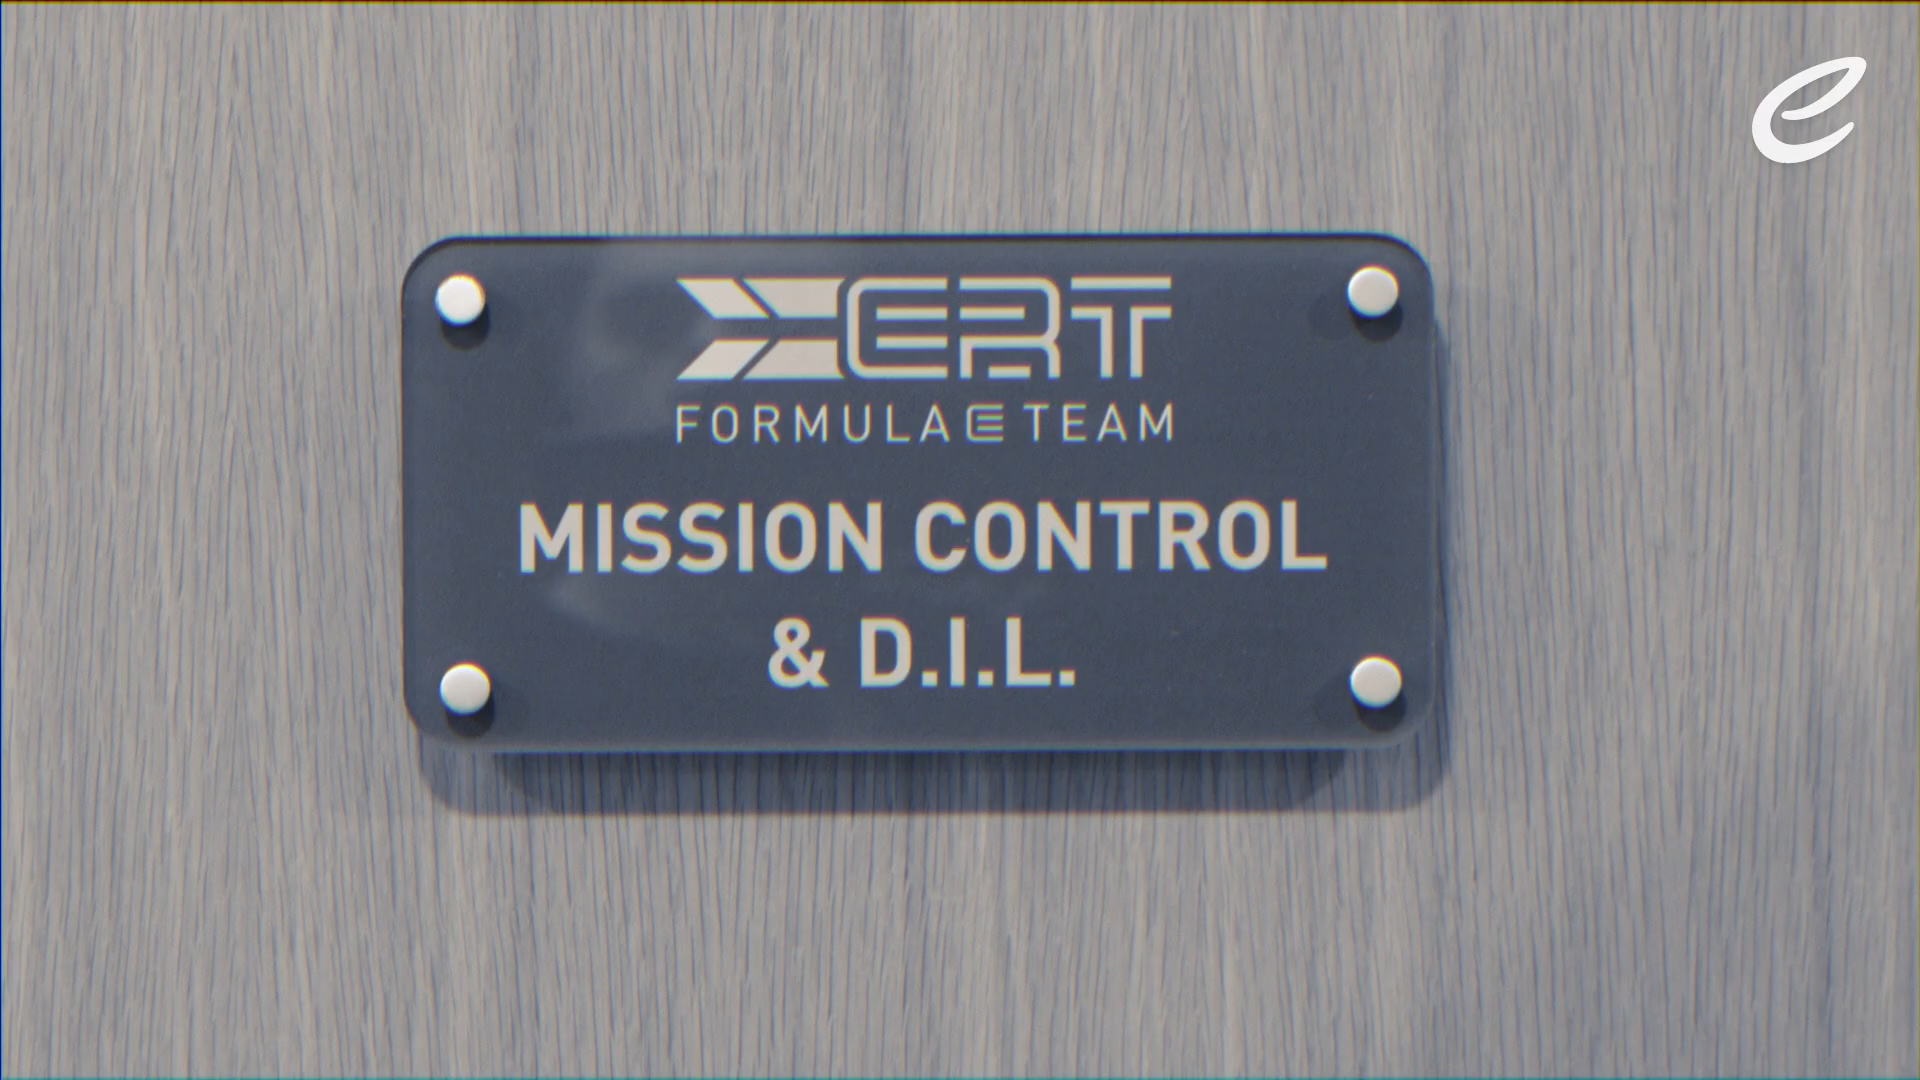 ERT
FORMULA E TEAM
MISSION CONTROL
& D.I.L.
e